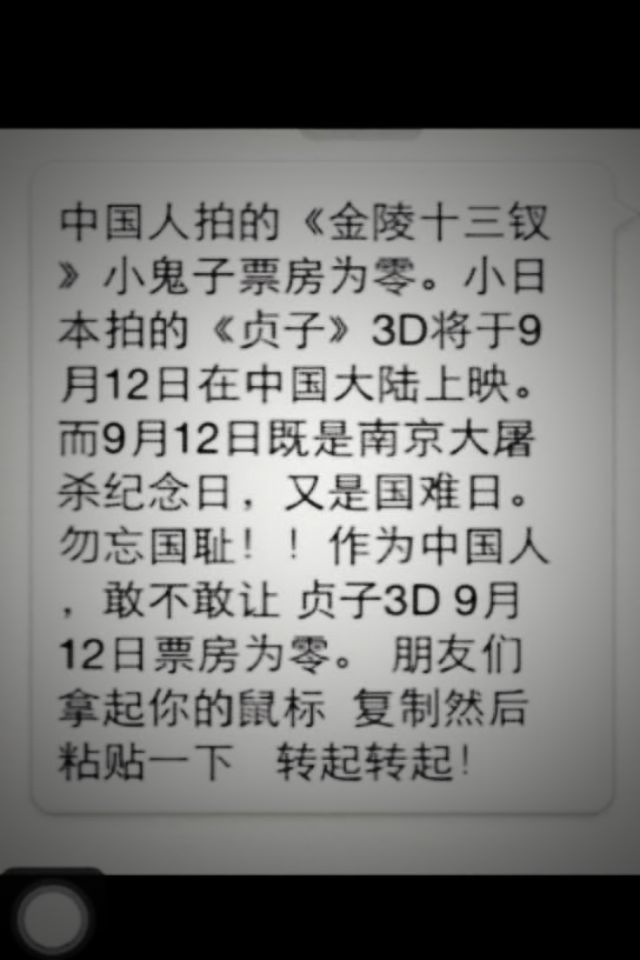 中国人拍的《金陵十三钗
》小鬼子票房为零。小日
本拍的《贞子》3D将于9
月12日在中国大陆上映。
而9月12日既是南京大屠
杀纪念日，又是国难日。
勿忘国耻！！作为中国人
，敢不敢让 贞子3D 9月
12日票房为零。 朋友们
拿起你的鼠标  复制然后
粘贴一下   转起转起！